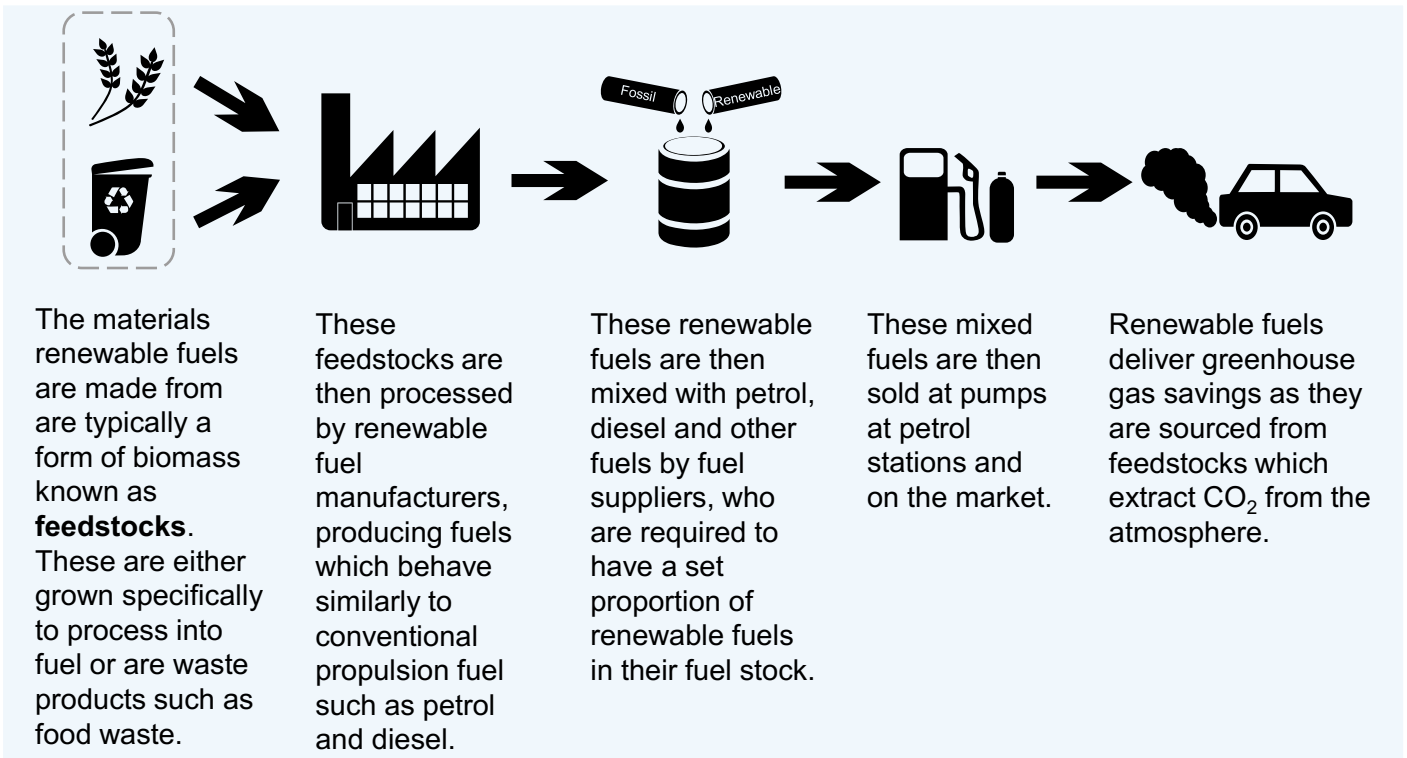 Fossil
Renewable
The materials
renewable fuels
are made from
are typically a
form of biomass
known as
feedstocks.
These are either
grown specifically
to process into
fuel or are waste
products such as
food waste.
These
feedstocks are
then processed
by renewable
fuel
manufacturers,
producing fuels
which behave
similarly to
conventional
propulsion fuel
such as petrol
and diesel.
These renewable
fuels are then
mixed with petrol,
diesel and other
fuels by fuel
suppliers, who
are required to
have a set
proportion of
renewable fuels
in their fuel stock.
These mixed
fuels are then
sold at pumps
at petrol
stations and
on the market.
Renewable fuels
deliver greenhouse
gas savings as they
are sourced from
feedstocks which
extract CO₂ from the
atmosphere.